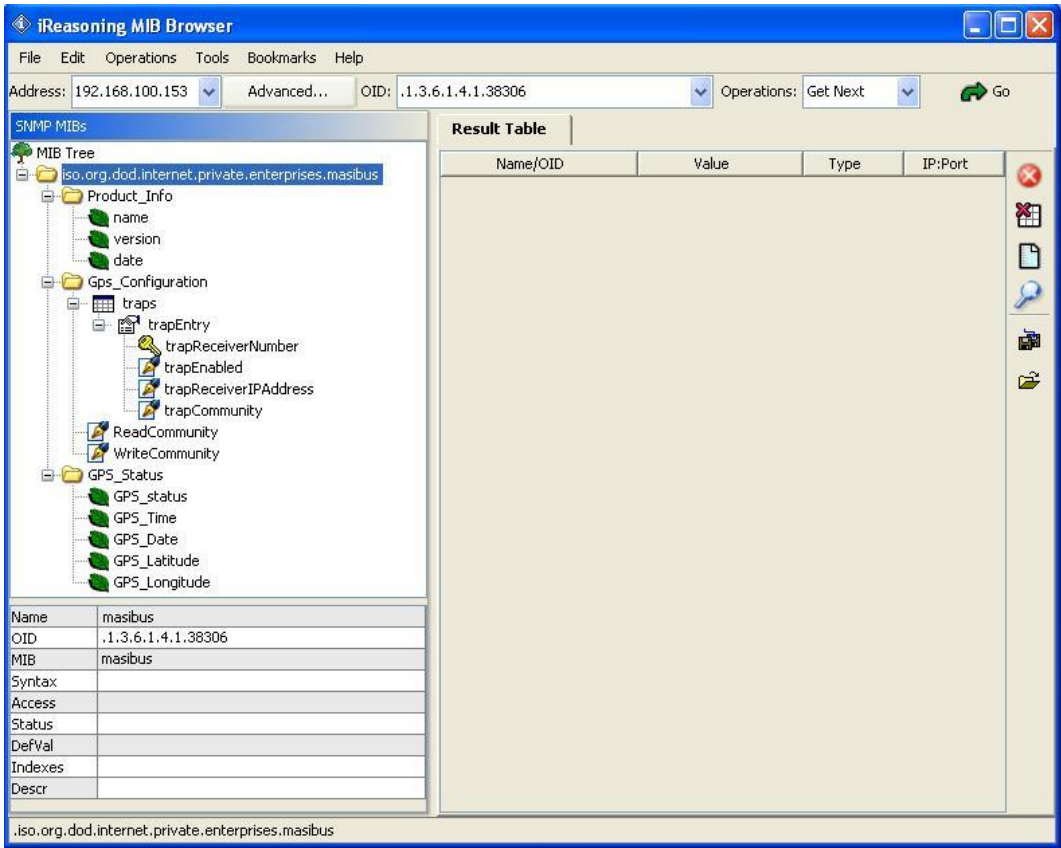 iReasoning MIB Browser
File Edit Operations Tools Bookmarks Help
Address: 192.168.100.153 Advanced... OID: .1.3.6.1.4.1.38306 Operations: Get Next Go
SNMP MIBs
MIB Tree
iso.org.dod.internet.private.enterprises.masibus
Product_Info
name
version
date
Gps_Configuration
traps
trapEntry
trapReceiverNumber
trapEnabled
trapReceiverIPAddress
trapCommunity
ReadCommunity
WriteCommunity
GPS_Status
GPS_status
GPS_Time
GPS_Date
GPS_Latitude
GPS_Longitude
Name masibus
OID .1.3.6.1.4.1.38306
MIB masibus
Syntax
Access
Status
DefVal
Indexes
Descr
Result Table
Name/OID Value Type IP:Port
.iso.org.dod.internet.private.enterprises.masibus